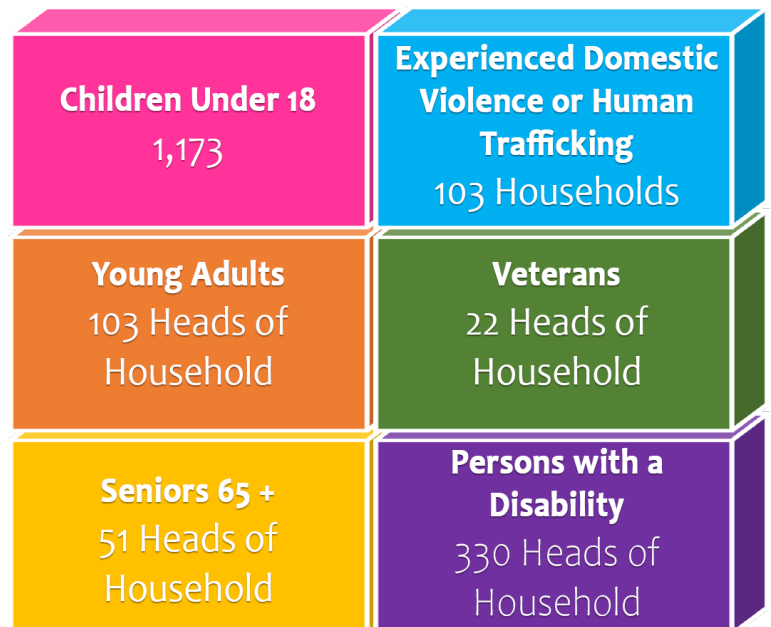 Children Under 18
1,173
Experienced Domestic
Violence or Human
Trafficking
103 Households
Young Adults
103 Heads of
Household
Veterans
22 Heads of
Household
Seniors 65 +
51 Heads of
Household
Persons with a
Disability
330 Heads of
Household